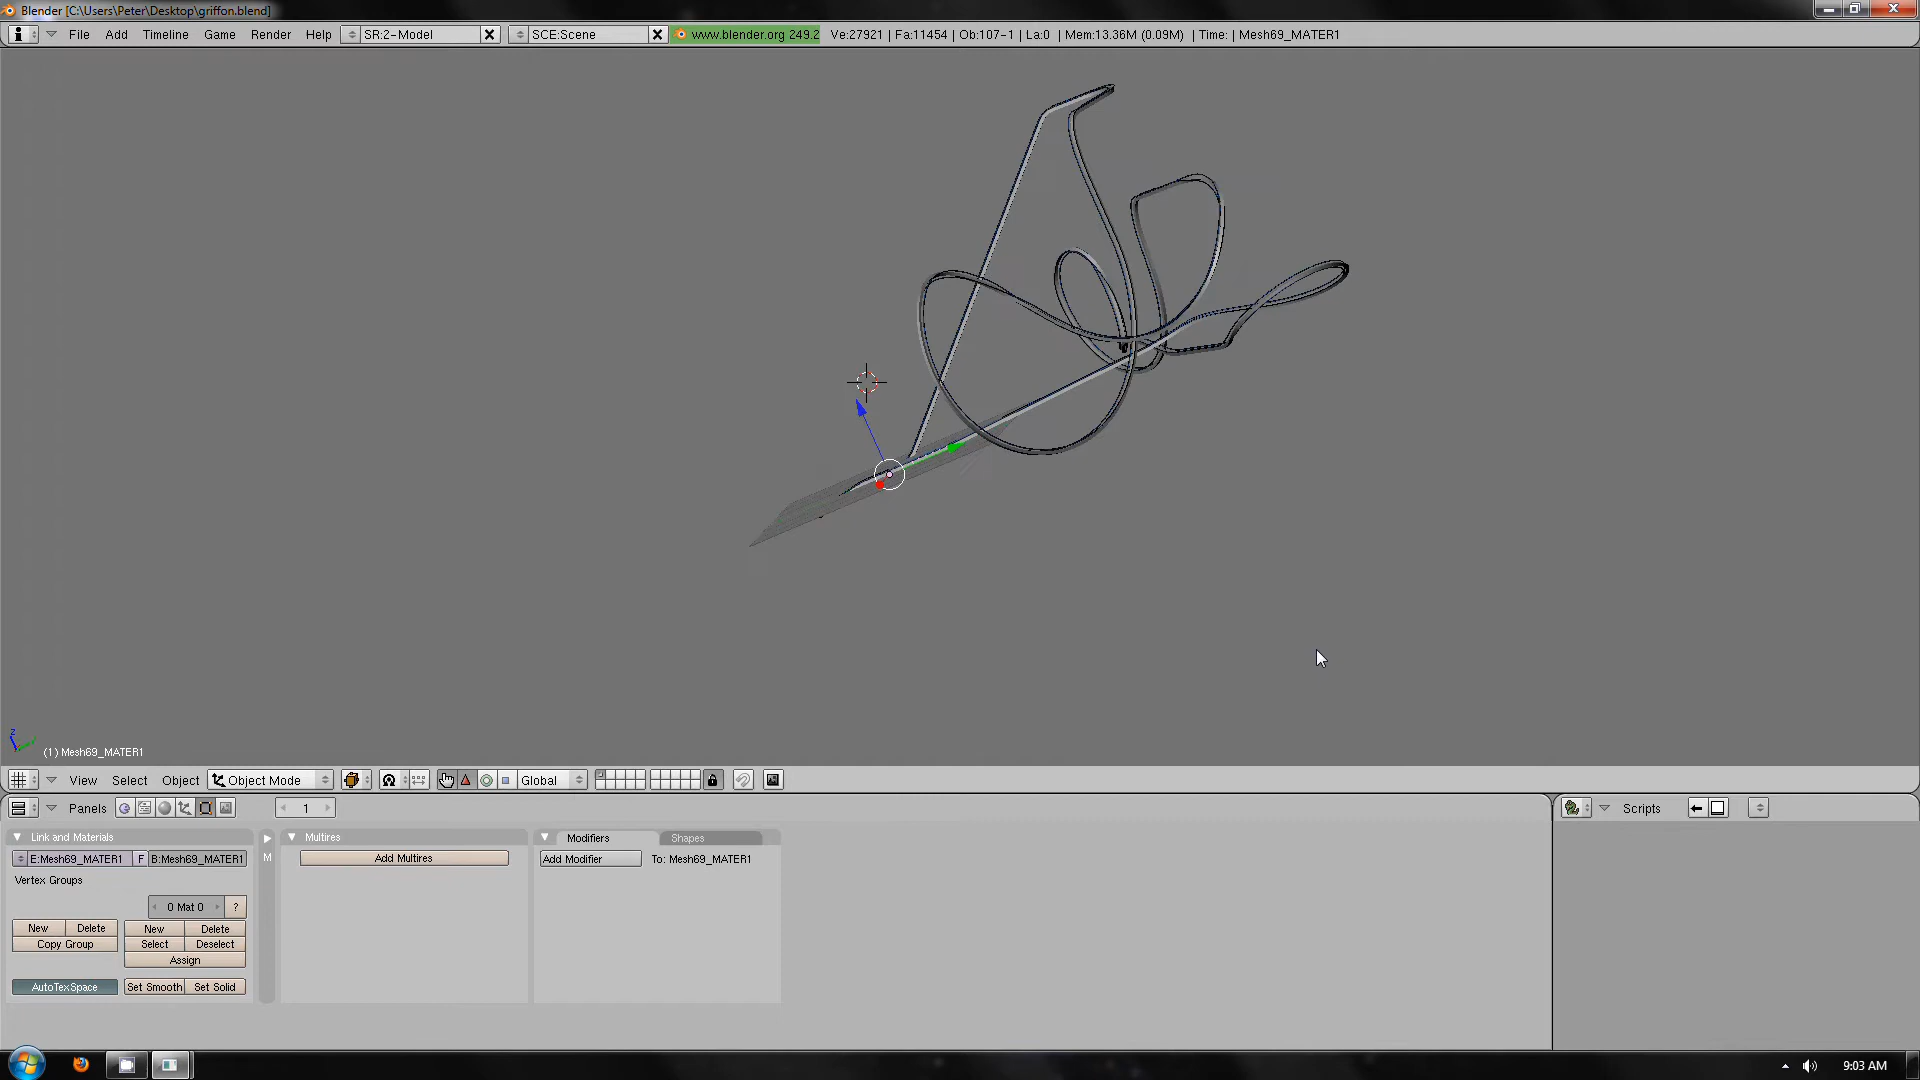 Blender [C:\Users\Peter\Desktop\griffon.blend]
File Add Timeline Game Render Help SR:2-Model SCE:Scene www.blender.org 249.2 Ve:27921 | Fa:11454 | Ob:107-1 | La:0 | Mem:13.36M (0.09M) | Time: | Mesh69_MATER1
z
(1) Mesh69_MATER1
View Select Object Object Mode Global
Panels 1 Scripts
Link and Materials Multires Modifiers Shapes
E:Mesh69_MATER1 F B:Mesh69_MATER1 M Add Multires Add Modifier To: Mesh69_MATER1
Vertex Groups
0 Mat 0 ?
New Delete New Delete
Copy Group Select Deselect
Assign
AutoTexSpace Set Smooth Set Solid
9:03 AM